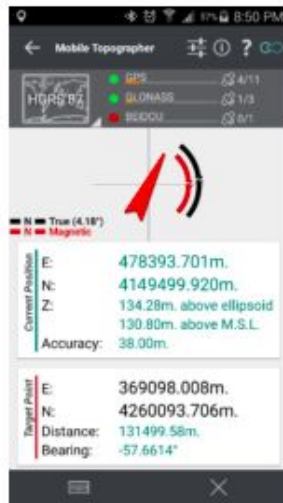 8:50 PM
Mobile Topographer
?
HGRS'87
GPS 4/11
GLONASS 1/3
BEIDOU 0/1
N True (4.18°)
N Magnetic
Current Position
E: 478393.701m.
N: 4149499.920m.
Z: 134.28m. above ellipsoid
130.80m. above M.S.L.
Accuracy: 38.00m.
Target Point
E: 369098.008m.
N: 4260093.706m.
Distance: 131499.58m.
Bearing: -57.6614°